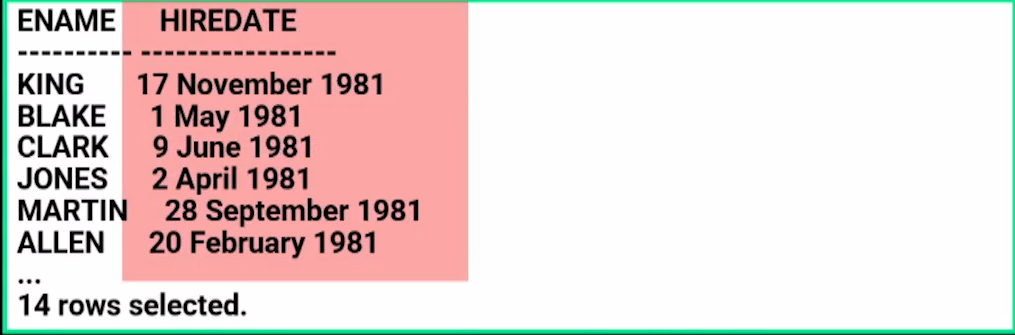 ENAME HIREDATE
---------- -----------------
KING 17 November 1981
BLAKE 1 May 1981
CLARK 9 June 1981
JONES 2 April 1981
MARTIN 28 September 1981
ALLEN 20 February 1981
...
14 rows selected.